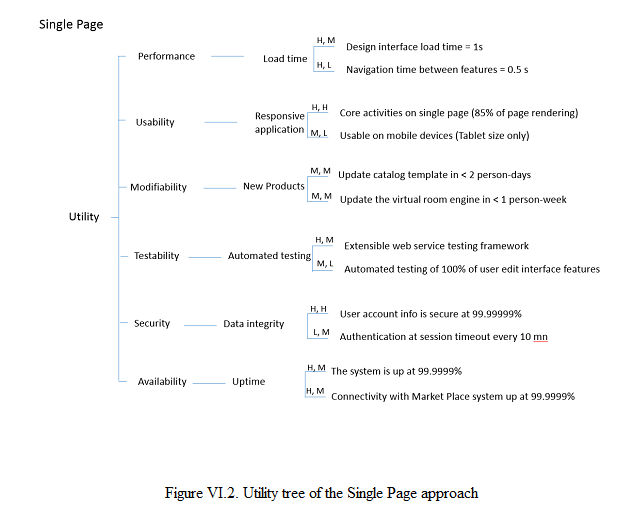 Single Page
Utility
Performance
Load time
H, M
Design interface load time = 1s
H, L
Navigation time between features = 0.5 s
Usability
Responsive
application
H, H
Core activities on single page (85% of page rendering)
M, L
Usable on mobile devices (Tablet size only)
Modifiability
New Products
M, M
Update catalog template in < 2 person-days
M, M
Update the virtual room engine in < 1 person-week
Testability
Automated testing
H, M
Extensible web service testing framework
M, L
Automated testing of 100% of user edit interface features
Security
Data integrity
H, H
User account info is secure at 99.99999%
L, M
Authentication at session timeout every 10 mn
Availability
Uptime
H, M
The system is up at 99.9999%
H, M
Connectivity with Market Place system up at 99.9999%
Figure VI.2. Utility tree of the Single Page approach